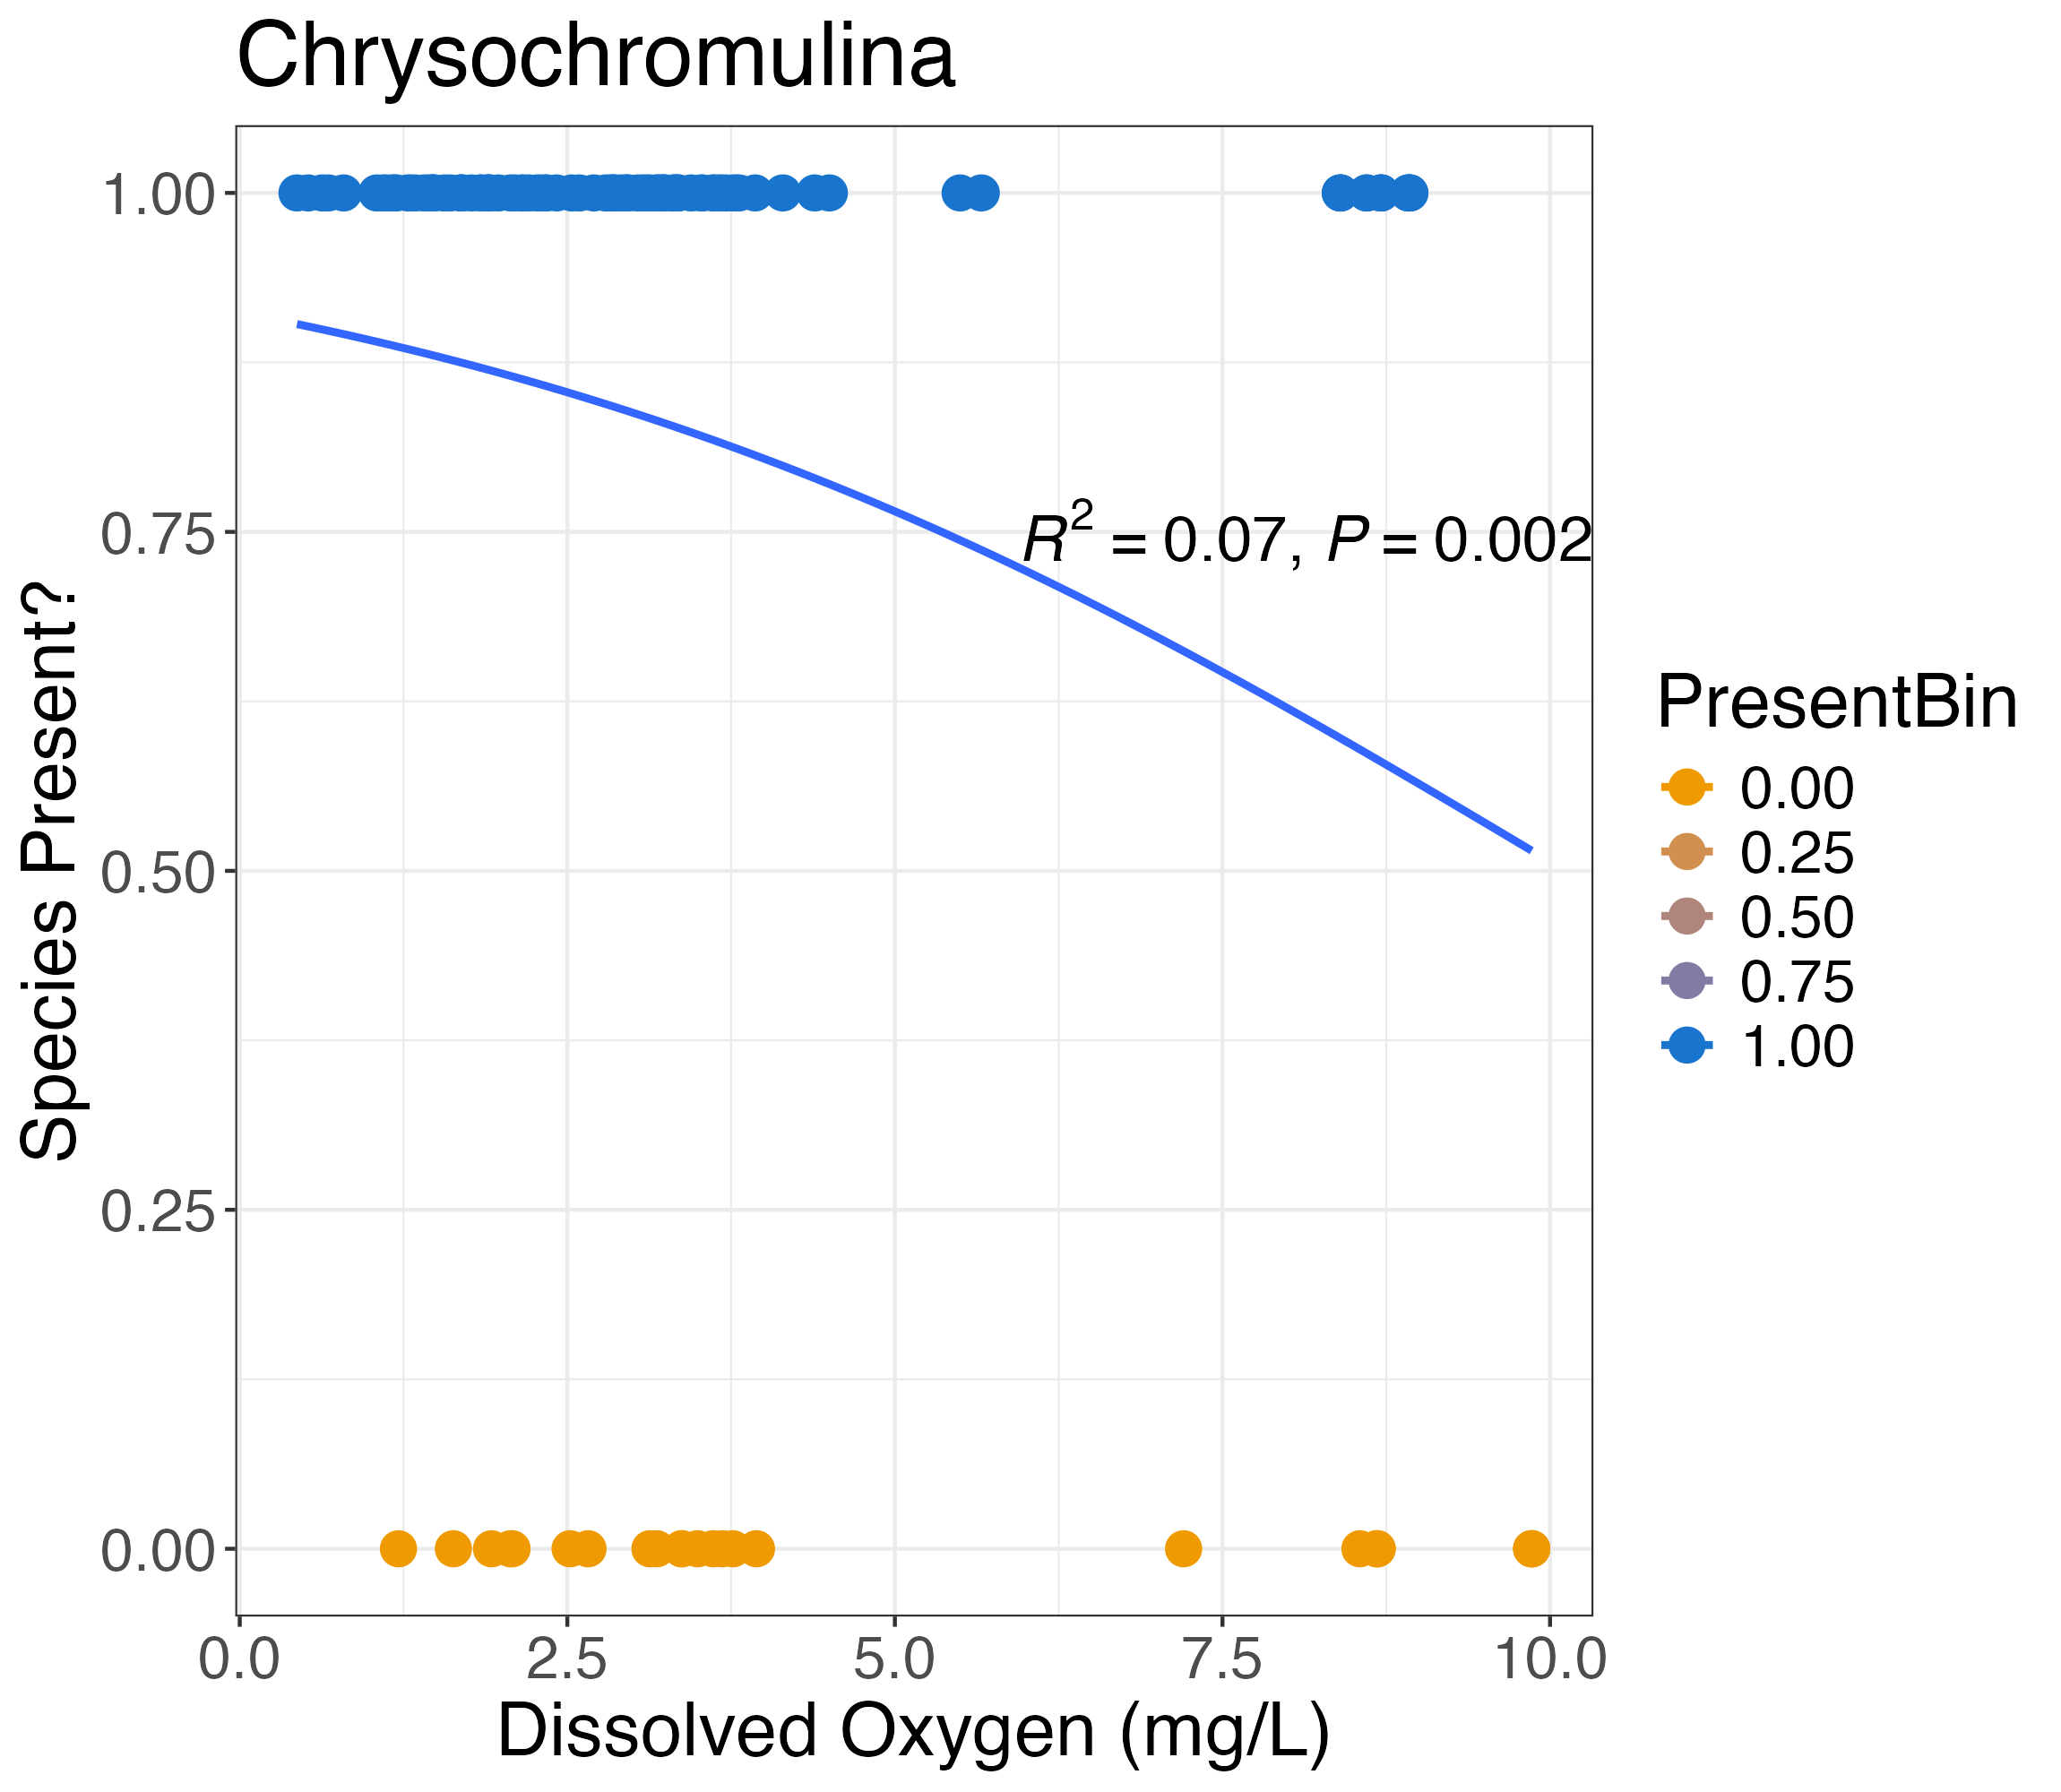 Chrysochromulina
1.00
0.75
0.50
0.25
0.00
Species Present?
R² = 0.07, P = 0.002
0.0 2.5 5.0 7.5 10.0
Dissolved Oxygen (mg/L)
PresentBin
0.00
0.25
0.50
0.75
1.00